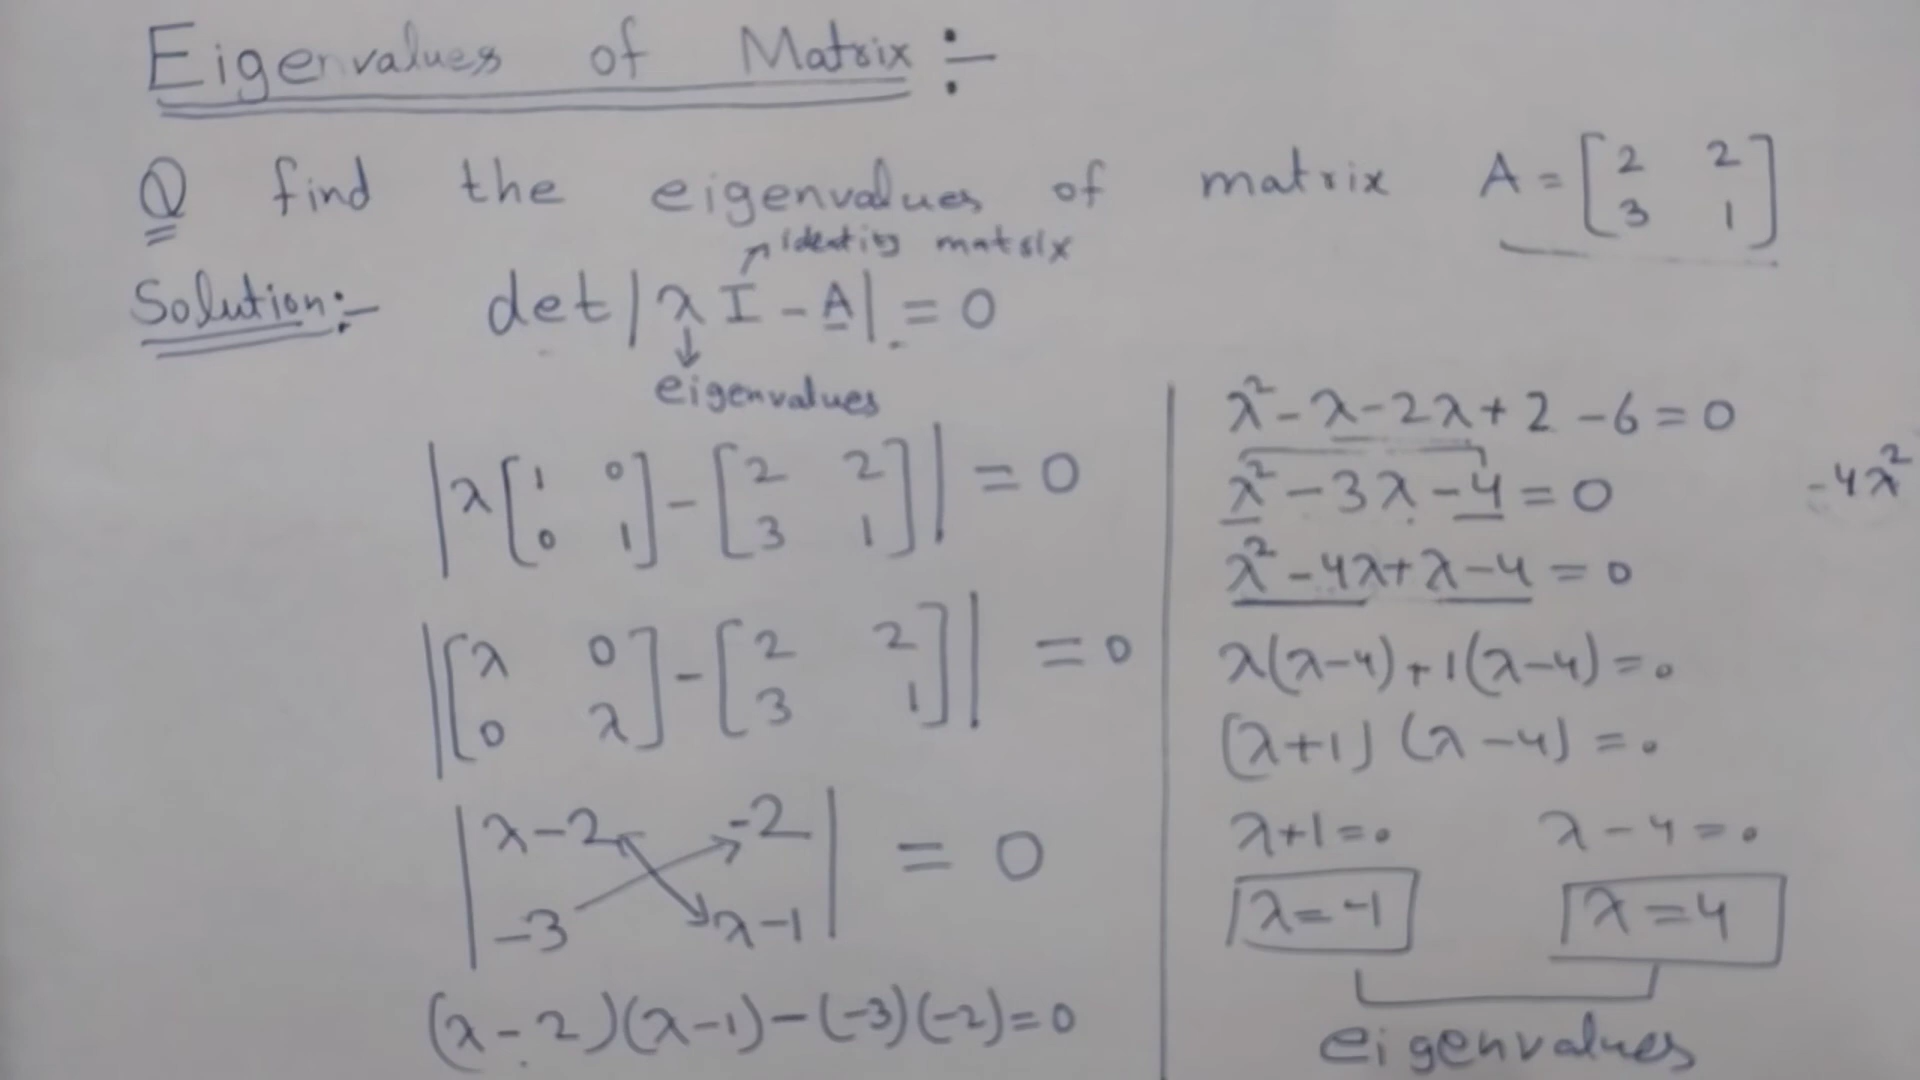 Eigenvalues of Matrix :-
Q find the eigenvalues of matrix A = [2 2; 3 1]
identity matrix
Solution:- det|λI - A| = 0
eigenvalues
|λ[1 0; 0 1] - [2 2; 3 1]| = 0
|[λ 0; 0 λ] - [2 2; 3 1]| = 0
|λ-2 -2; -3 λ-1| = 0
(λ-2)(λ-1)-(-3)(-2)=0
λ²-λ-2λ+2-6=0
λ²-3λ-4=0
-4λ²
λ²-4λ+λ-4=0
λ(λ-4)+1(λ-4)=0
(λ+1)(λ-4)=0
λ+1=0 λ-4=0
λ=-1 λ=4
eigenvalues